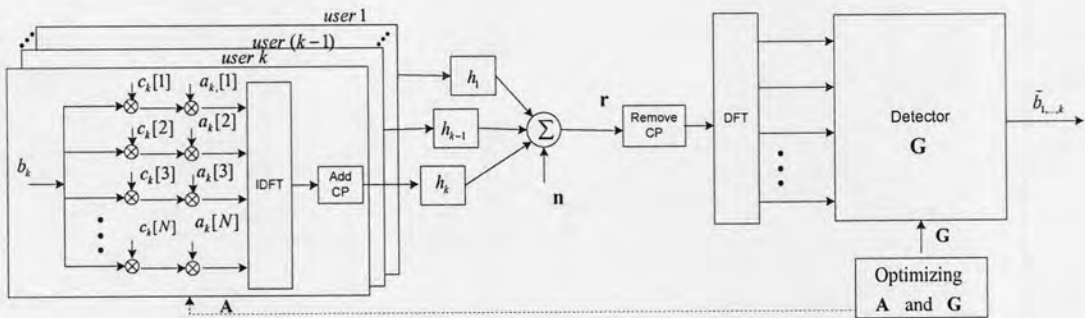 user 1
user (k−1)
user k
b_k
c_k[1]
a_k,[1]
c_k[2]
a_k[2]
c_k[3]
a_k[3]
c_k[N]
a_k[N]
IDFT
Add
CP
A
h_1
h_{k−1}
h_k
Σ
n
r
Remove
CP
DFT
Detector
G
b̃_{1,...,k}
G
Optimizing
A and G